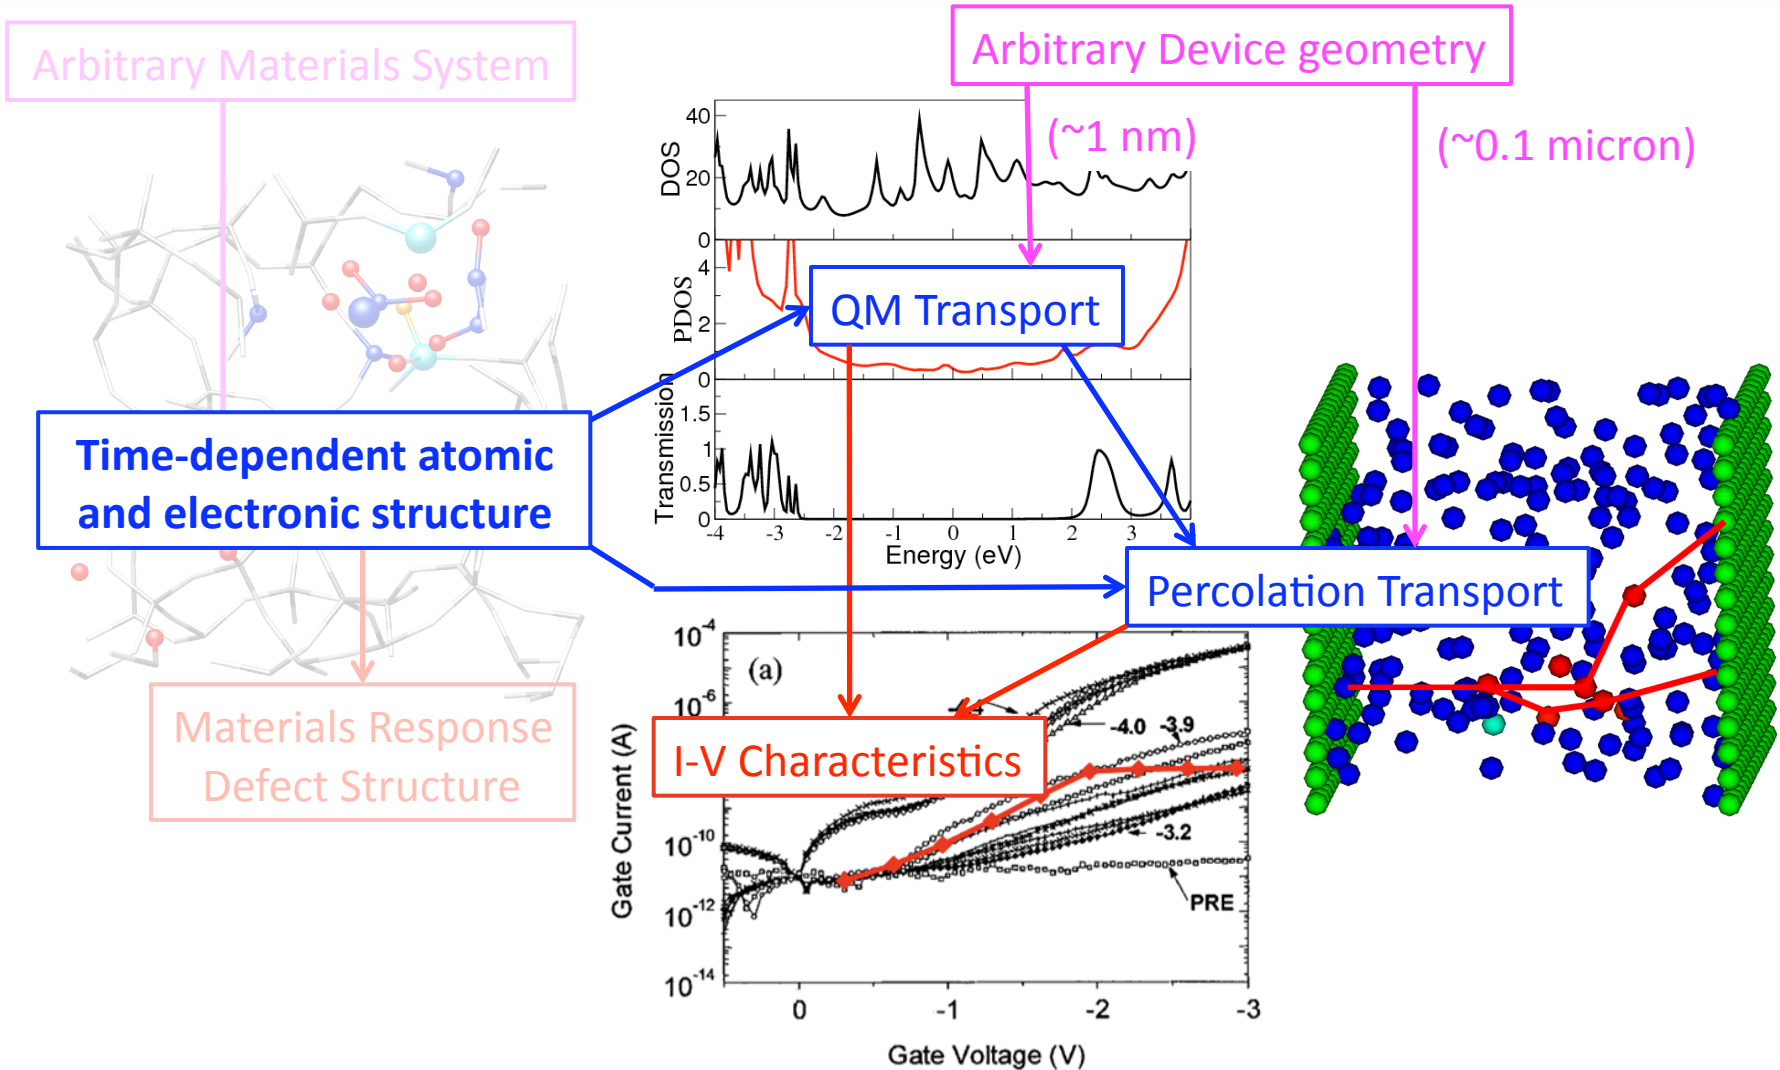 Arbitrary Materials System
Arbitrary Device geometry
(~1 nm)
(~0.1 micron)
40
20
0
DOS
4
2
0
PDOS
QM Transport
1.5
1
0.5
0
Transmission
-4 -3 -2 -1 0 1 2 3
Energy (eV)
Time-dependent atomic
and electronic structure
Percolation Transport
Materials Response
Defect Structure
(a)
10-4
10-6
-4.0 -3.9
I-V Characteristics
10-10
-3.2
PRE
10-12
10-14
Gate Current (A)
0 -1 -2 -3
Gate Voltage (V)